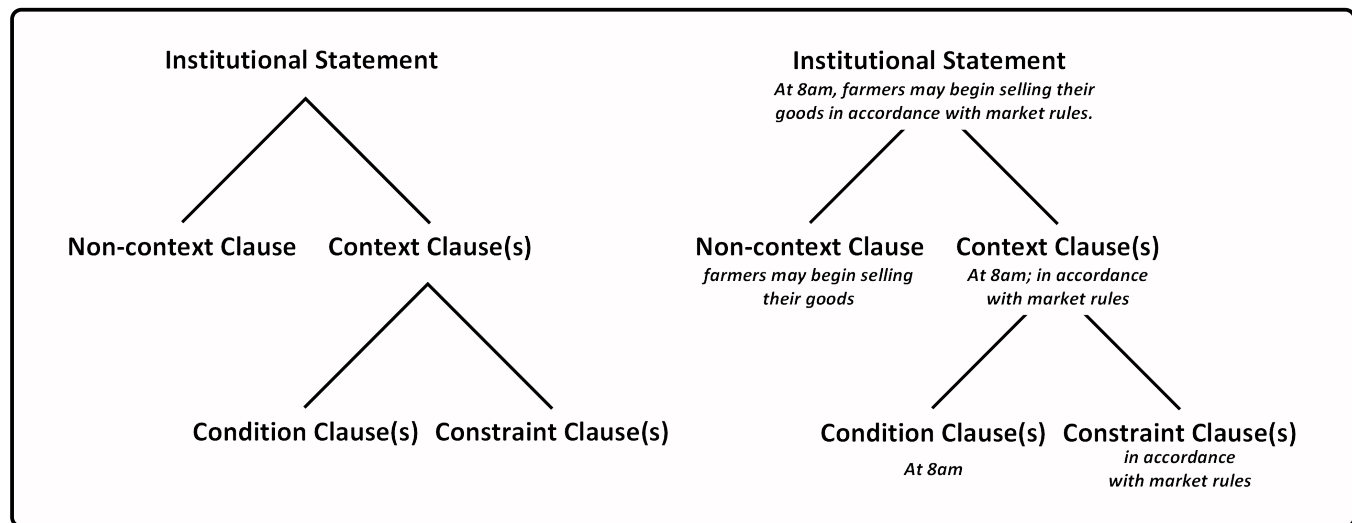 Institutional Statement
Non-context Clause
Context Clause(s)
Condition Clause(s)
Constraint Clause(s)
Institutional Statement
At 8am, farmers may begin selling their
goods in accordance with market rules.
Non-context Clause
farmers may begin selling
their goods
Context Clause(s)
At 8am; in accordance
with market rules
Condition Clause(s)
At 8am
Constraint Clause(s)
in accordance
with market rules